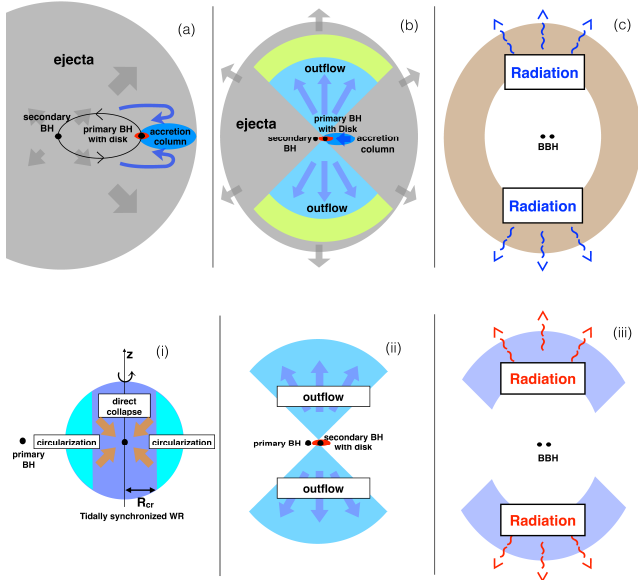 (a)
ejecta
secondary
BH
primary BH
with disk
accretion
column
(b)
outflow
ejecta
primary BH
with Disk
secondary
BH
accretion
column
outflow
(c)
Radiation
BBH
Radiation
(i)
z
direct
collapse
circularization
circularization
primary
BH
Rcr
Tidally synchronized WR
(ii)
outflow
primary BH
secondary BH
with disk
outflow
(iii)
Radiation
BBH
Radiation